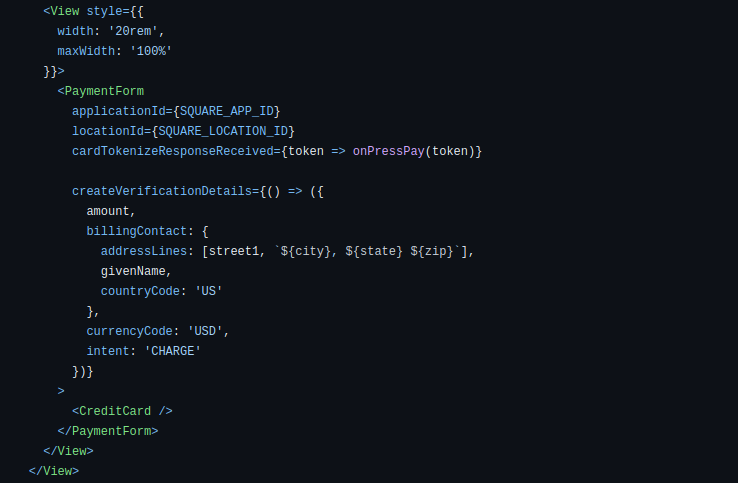 <View style={{
width: '20rem',
maxWidth: '100%'
}}>
<PaymentForm
applicationId={SQUARE_APP_ID}
locationId={SQUARE_LOCATION_ID}
cardTokenizeResponseReceived={token => onPressPay(token)}
createVerificationDetails={() => ({
amount,
billingContact: {
addressLines: [street1, `${city}, ${state} ${zip}`],
givenName,
countryCode: 'US'
},
currencyCode: 'USD',
intent: 'CHARGE'
})}
>
<CreditCard />
</PaymentForm>
</View>
</View>